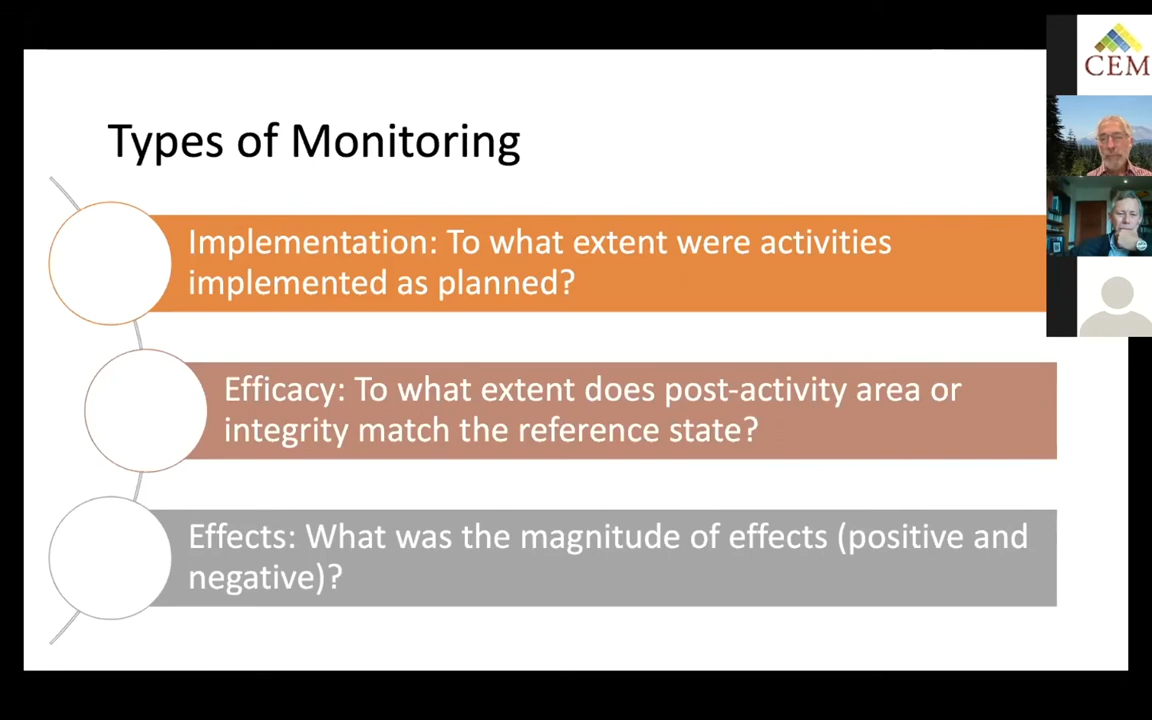 CEM
Types of Monitoring
Implementation: To what extent were activities
implemented as planned?
Efficacy: To what extent does post-activity area or
integrity match the reference state?
Effects: What was the magnitude of effects (positive and
negative)?